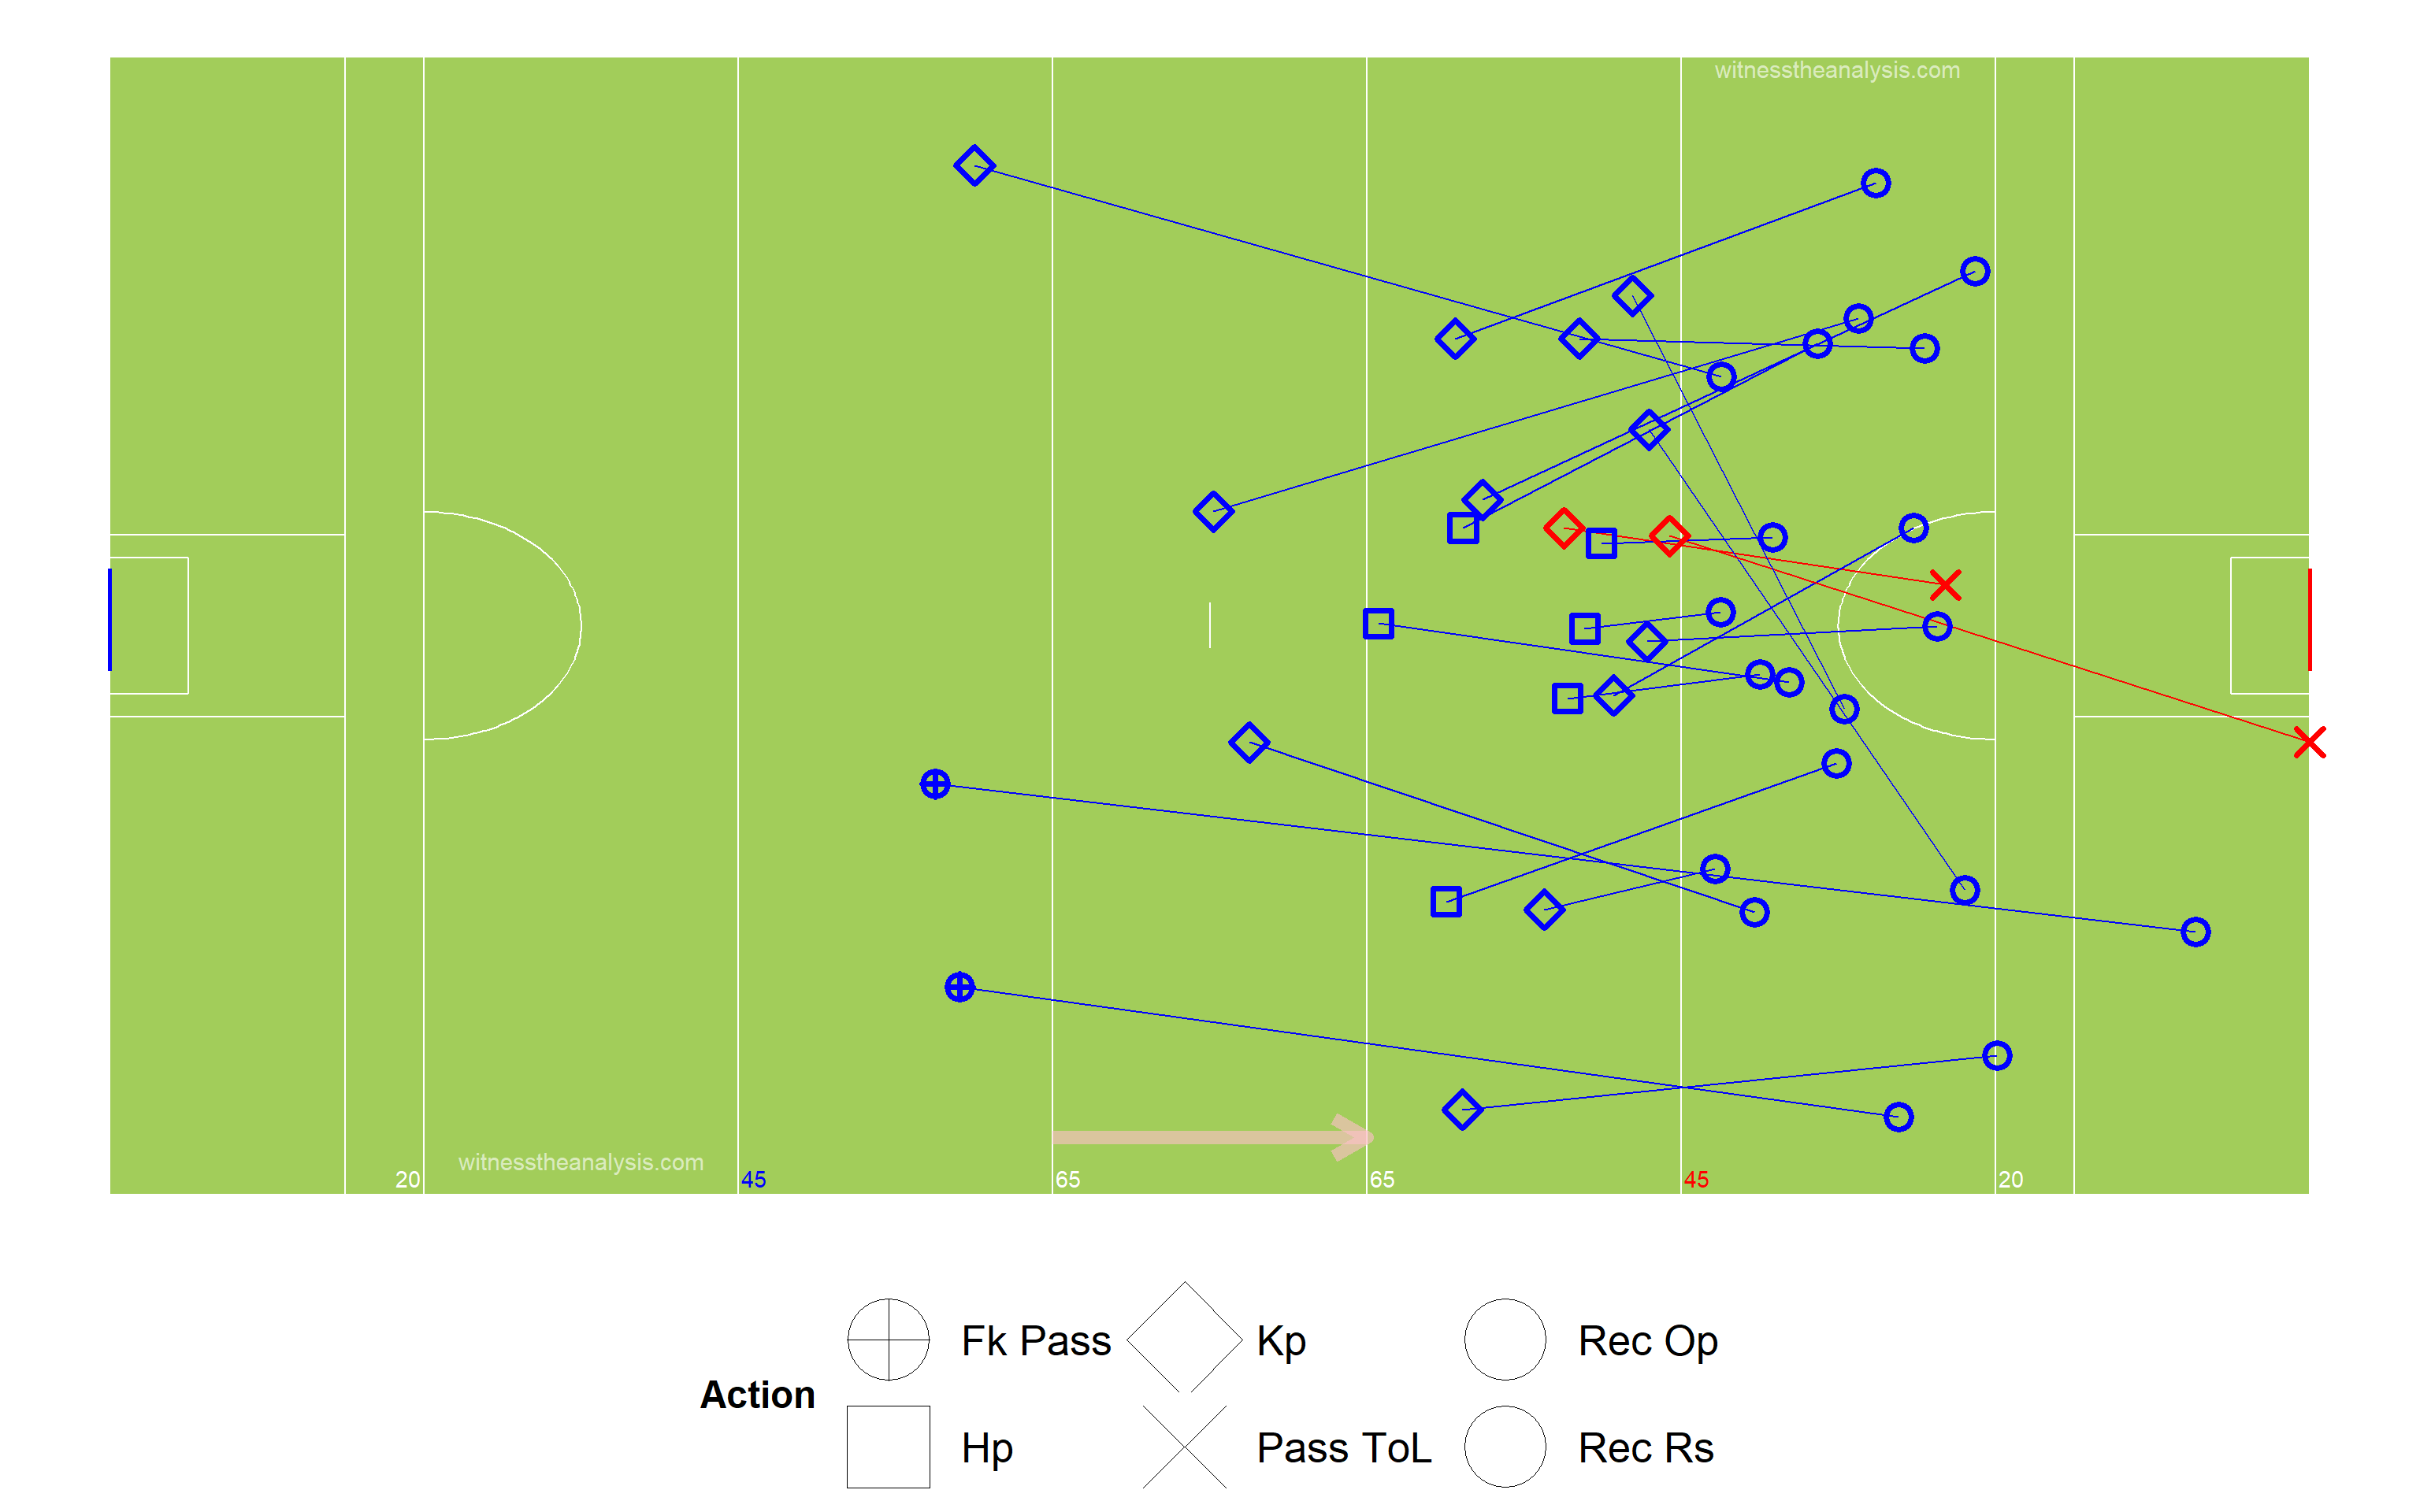 witnesstheanalysis.com
witnesstheanalysis.com
20 45 65 65 45 20
Action
Fk Pass Kp Rec Op
Hp Pass ToL Rec Rs